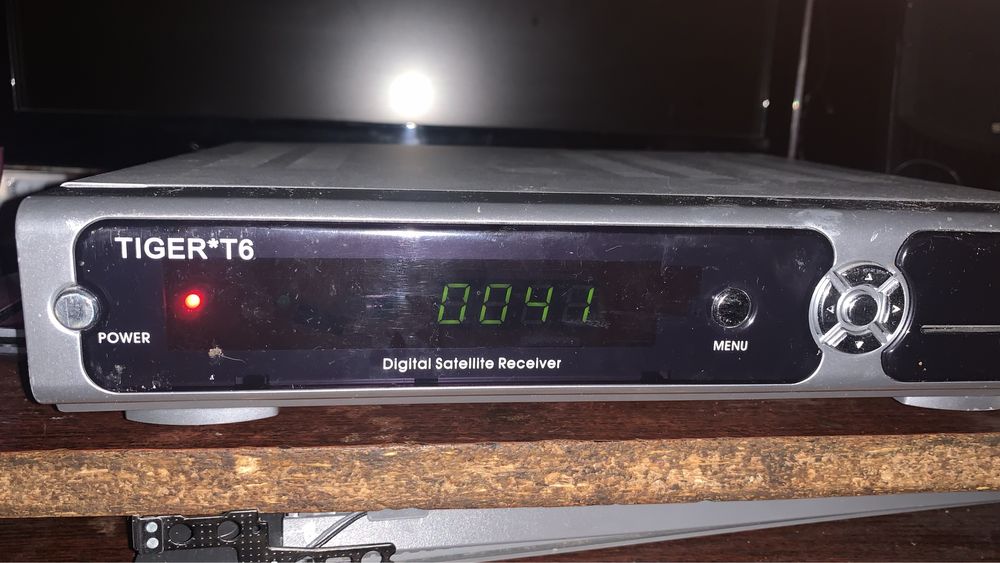 TIGER*T6
0041
POWER
MENU
Digital Satellite Receiver